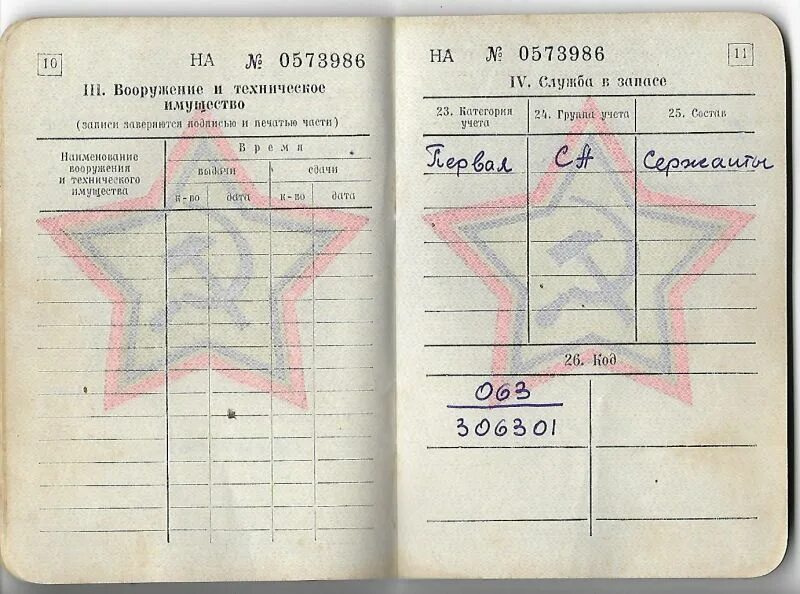 10
НА № 0573986
III. Вооружение и техническое
имущество
(записи заверяются подписью и печатью части)
Наименование
вооружения
и технического
имущества
Время
выдачи
сдачи
к-во
дата
к-во
дата
НА № 0573986
11
IV. Служба в запасе
23. Категория
учета
24. Группа учета
25. Состав
Первая
СА
Сержанты
26. Код
063
306301